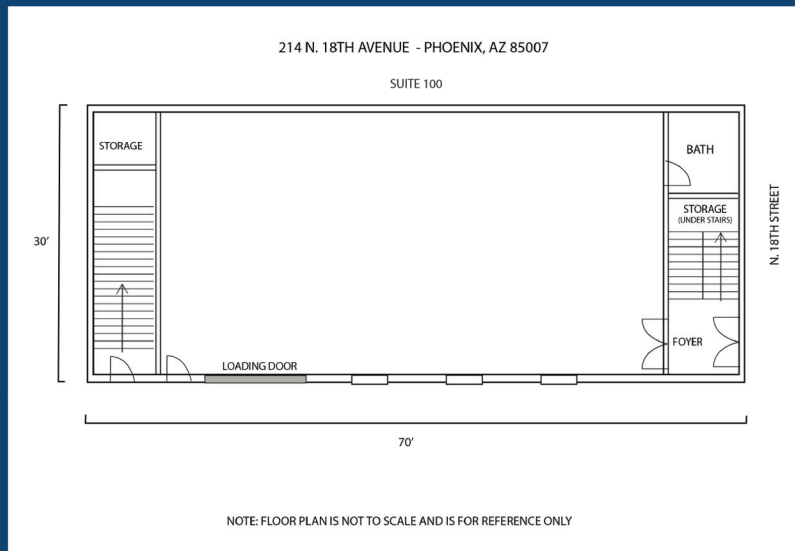 214 N. 18TH AVENUE - PHOENIX, AZ 85007
SUITE 100
STORAGE
BATH
STORAGE
(UNDER STAIRS)
N. 18TH STREET
30'
FOYER
LOADING DOOR
70'
NOTE: FLOOR PLAN IS NOT TO SCALE AND IS FOR REFERENCE ONLY